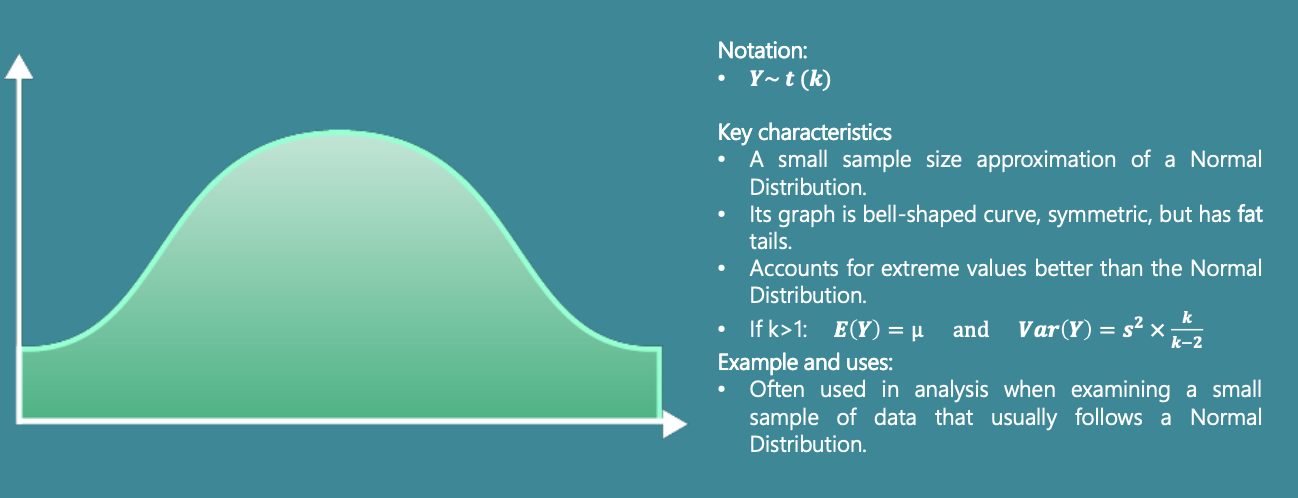 Notation:
• Y~ t (k)
Key characteristics
• A small sample size approximation of a Normal
Distribution.
• Its graph is bell-shaped curve, symmetric, but has fat
tails.
• Accounts for extreme values better than the Normal
Distribution.
• If k>1: E(Y) = μ and Var(Y) = s² × k/(k−2)
Example and uses:
• Often used in analysis when examining a small
sample of data that usually follows a Normal
Distribution.